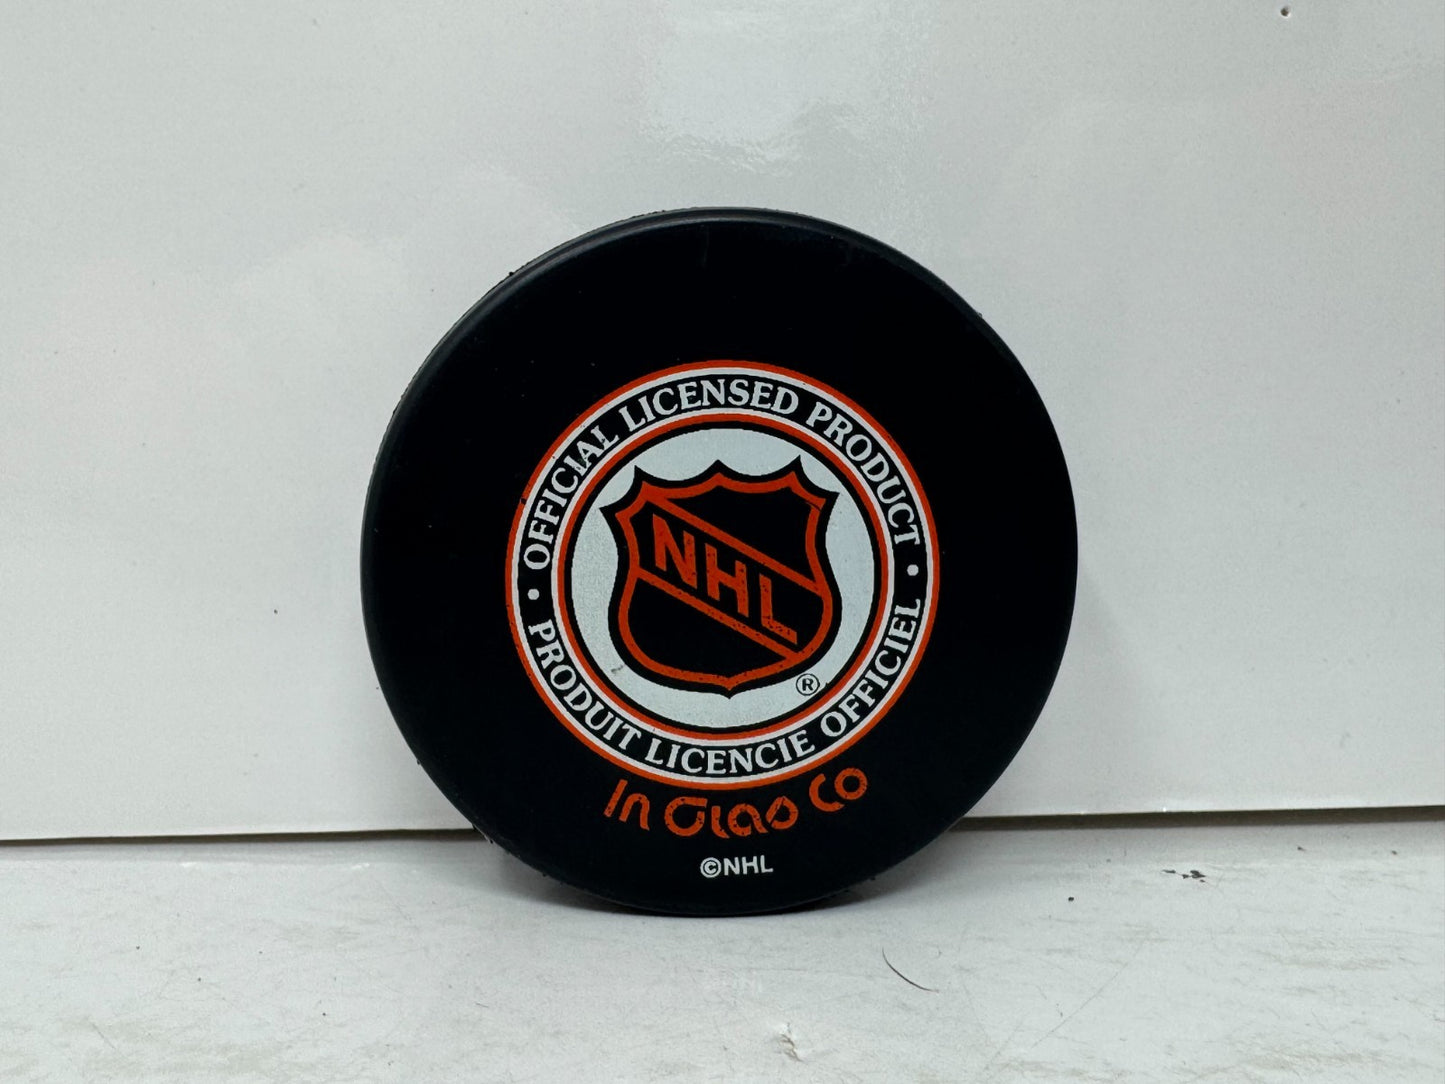 • OFFICIAL LICENSED PRODUCT •
NHL
®
PRODUIT LICENCIE OFFICIEL
In Glas Co
©NHL